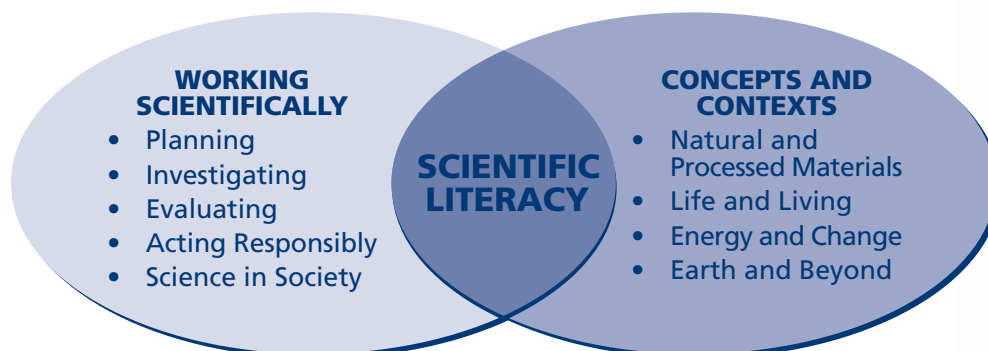 WORKING
SCIENTIFICALLY
• Planning
• Investigating
• Evaluating
• Acting Responsibly
• Science in Society
SCIENTIFIC
LITERACY
CONCEPTS AND
CONTEXTS
• Natural and
Processed Materials
• Life and Living
• Energy and Change
• Earth and Beyond